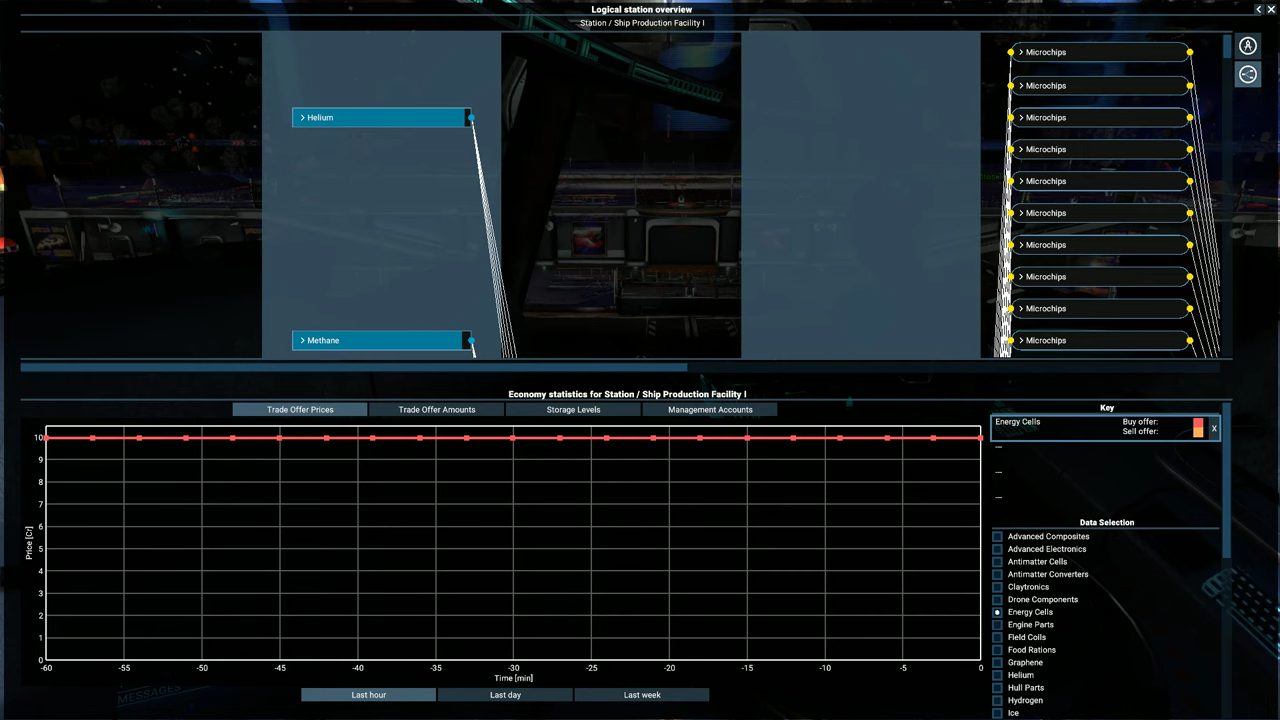 Logical station overview
Station / Ship Production Facility I
Helium
Methane
Microchips
Microchips
Microchips
Microchips
Microchips
Microchips
Microchips
Microchips
Microchips
Microchips
Economy statistics for Station / Ship Production Facility I
Trade Offer Prices
Trade Offer Amounts
Storage Levels
Management Accounts
Price [Cr]
10
9
8
7
6
5
4
3
2
1
0
-60 -55 -50 -45 -40 -35 -30 -25 -20 -15 -10 -5 0
Time [min]
Last hour
Last day
Last week
Key
Energy Cells
Buy offer:
Sell offer:
X
---
---
---
Data Selection
Advanced Composites
Advanced Electronics
Antimatter Cells
Antimatter Converters
Claytronics
Drone Components
Energy Cells
Engine Parts
Field Coils
Food Rations
Graphene
Helium
Hull Parts
Hydrogen
Ice
MESSAGES